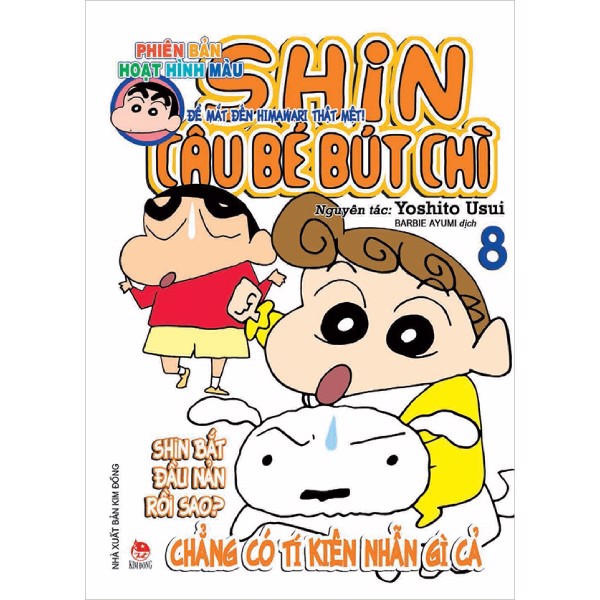 PHIÊN BẢN
HOẠT HÌNH MÀU
SHIN
ĐỂ MẮT ĐẾN HIMAWARI THẬT MỆT!
CẬU BÉ BÚT CHÌ
Nguyên tác: Yoshito Usui
BARBIE AYUMI dịch
8
SHIN BẮT
ĐẦU NẢN
RỒI SAO?
CHẲNG CÓ TÍ KIÊN NHẪN GÌ CẢ
NHÀ XUẤT BẢN KIM ĐỒNG
KIM ĐỒNG